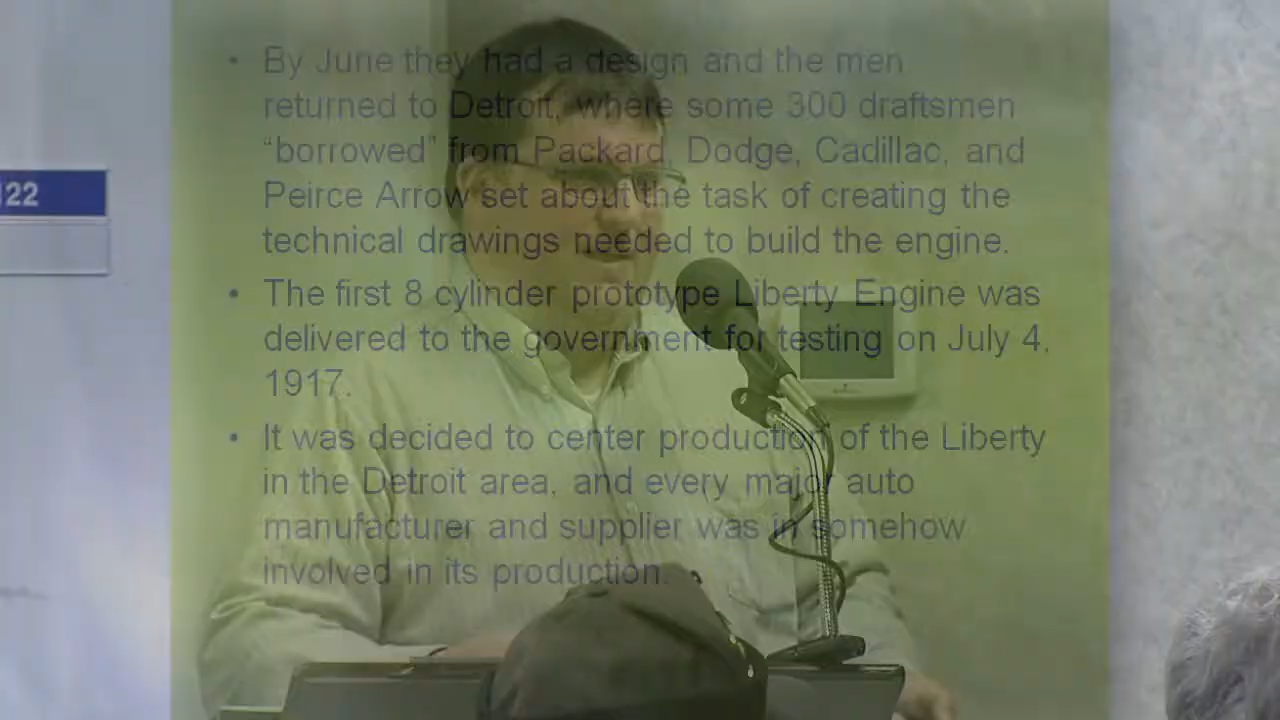 • By June they had a design and the men
returned to Detroit, where some 300 draftsmen
“borrowed” from Packard, Dodge, Cadillac, and
Peirce Arrow set about the task of creating the
technical drawings needed to build the engine.
• The first 8 cylinder prototype Liberty Engine was
delivered to the government for testing on July 4,
1917.
• It was decided to center production of the Liberty
in the Detroit area, and every major auto
manufacturer and supplier was in somehow
involved in its production.
122